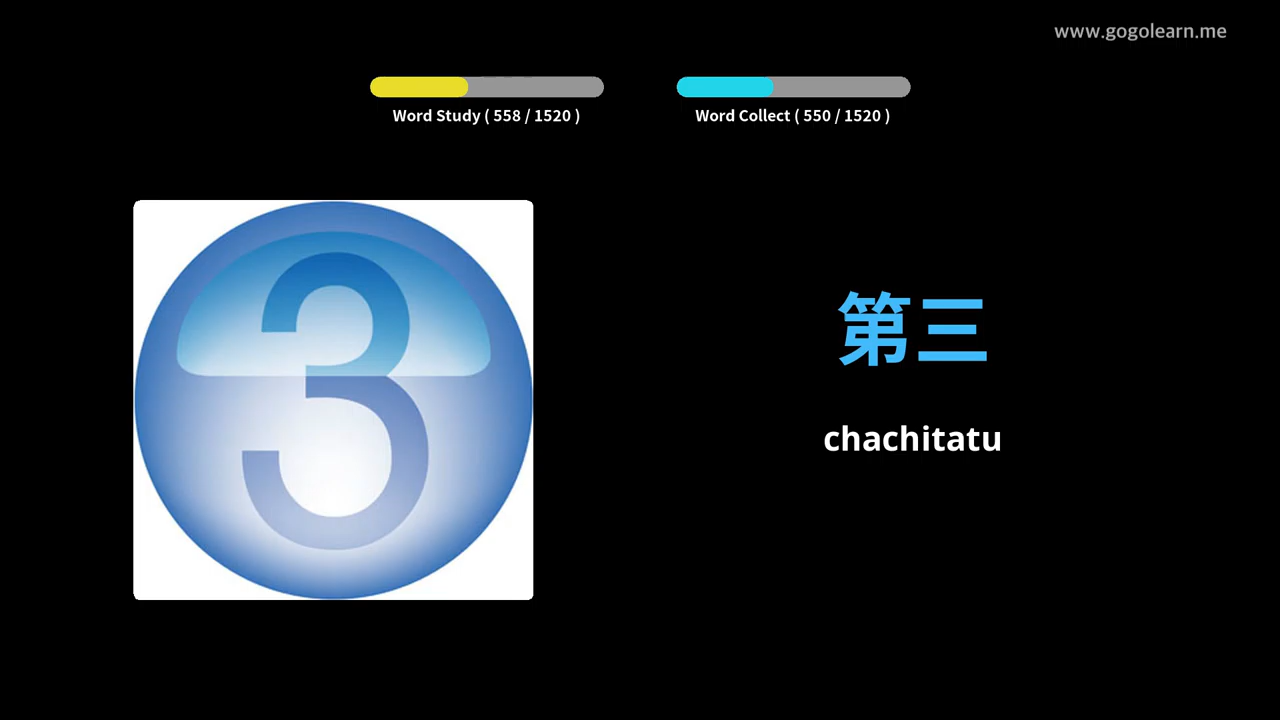 www.gogolearn.me
Word Study ( 558 / 1520 )
Word Collect ( 550 / 1520 )
3
第三
chachitatu